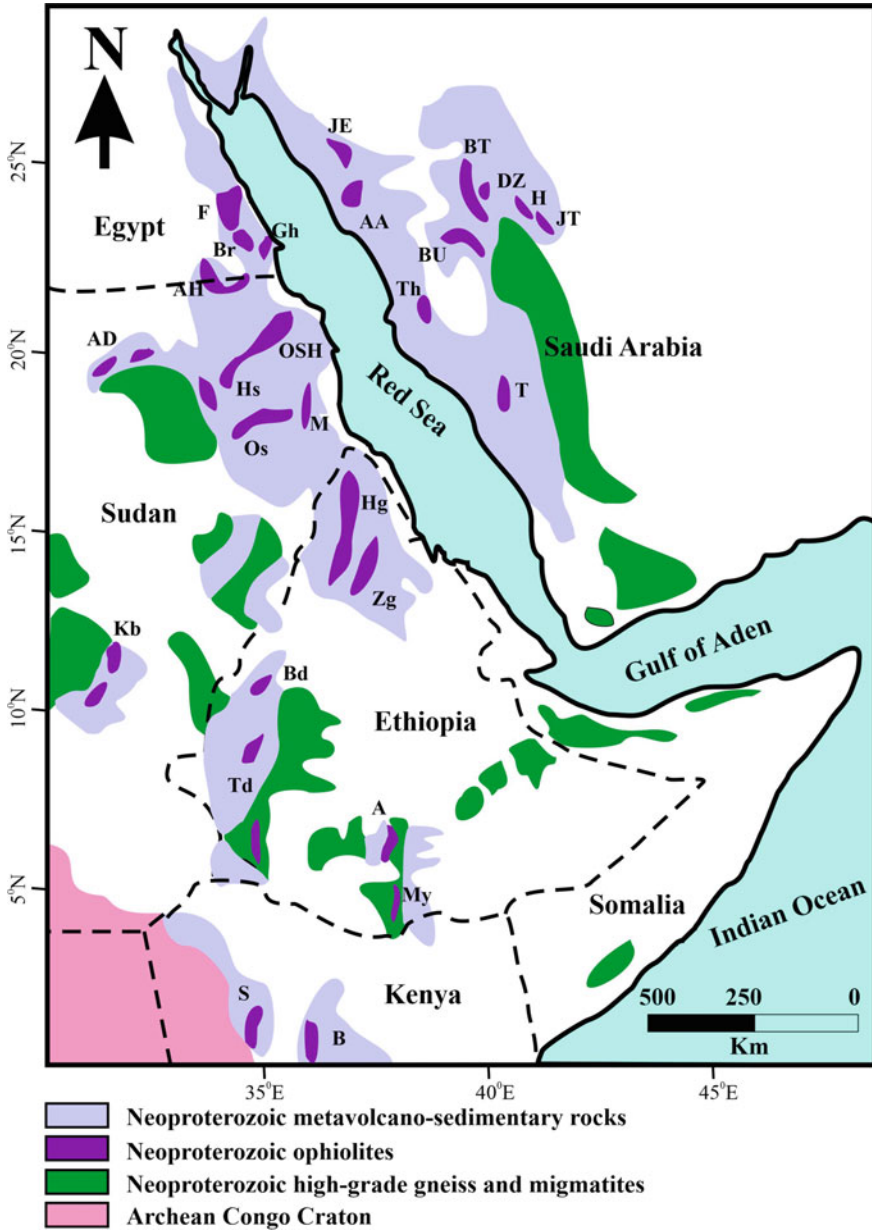 N
JE
BT
25°N
DZ
H
F
JT
AA
Egypt
Gh
Br
BU
AH
Th
AD
20°N
Saudi Arabia
OSH
Red Sea
Hs
T
M
Os
Hg
Sudan
15°N
Zg
Kb
Gulf of Aden
Bd
10°N
Ethiopia
Td
A
5°N
My
Somalia
Indian Ocean
S
Kenya
500 250 0
B
Km
35°E 40°E 45°E
Neoproterozoic metavolcano-sedimentary rocks
Neoproterozoic ophiolites
Neoproterozoic high-grade gneiss and migmatites
Archean Congo Craton